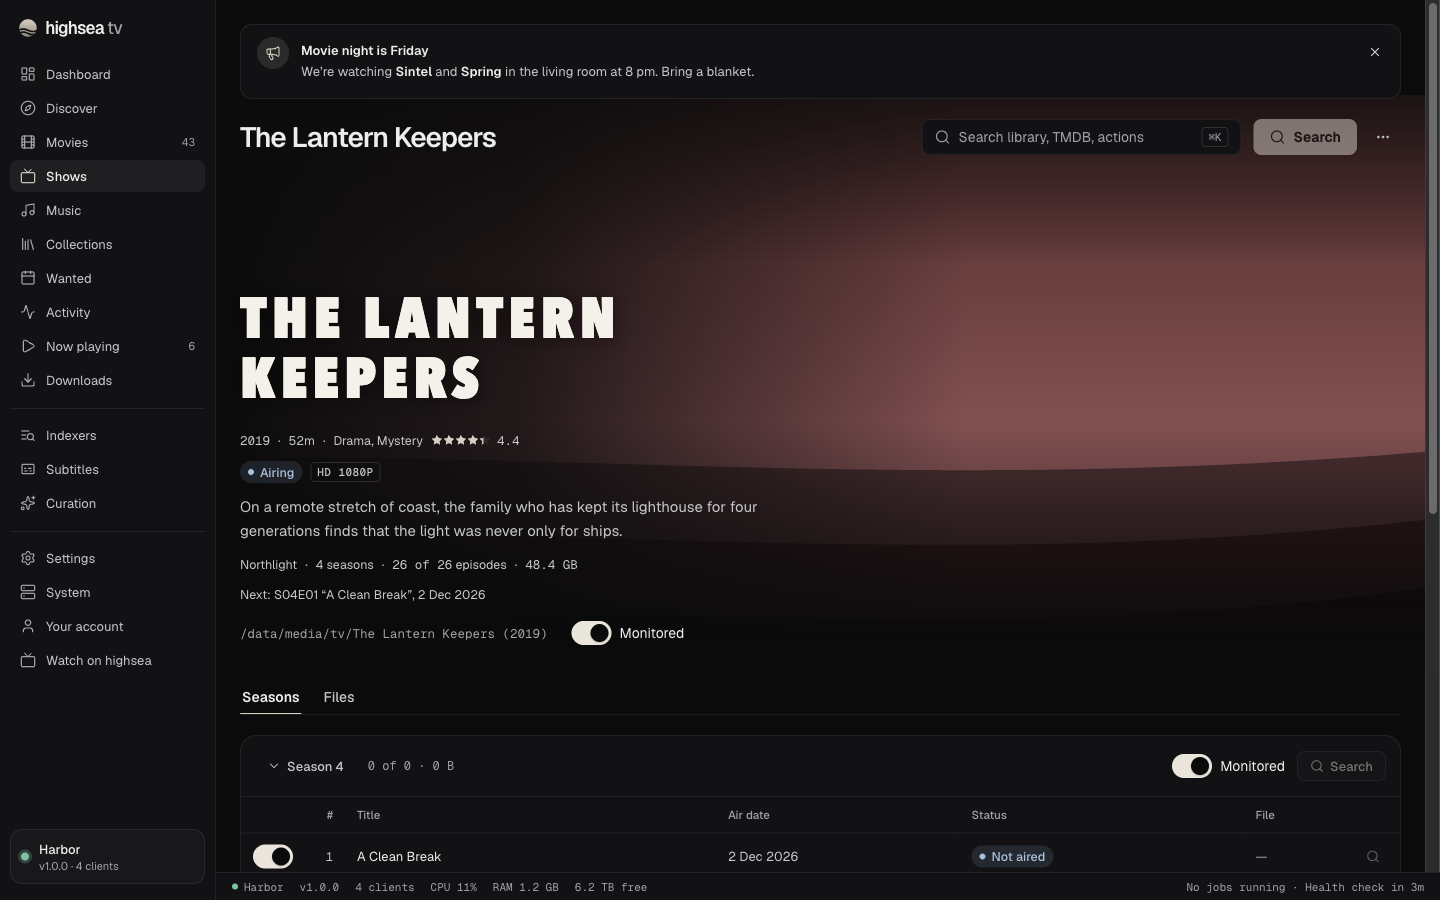 highsea tv
Dashboard
Discover
Movies 43
Shows
Music
Collections
Wanted
Activity
Now playing 6
Downloads
Indexers
Subtitles
Curation
Settings
System
Your account
Watch on highsea
Harbor
v1.0.0 · 4 clients
Movie night is Friday
We're watching Sintel and Spring in the living room at 8 pm. Bring a blanket.
The Lantern Keepers
Search library, TMDB, actions ⌘K
Search
THE LANTERN
KEEPERS
2019 · 52m · Drama, Mystery 4.4
Airing HD 1080P
On a remote stretch of coast, the family who has kept its lighthouse for four
generations finds that the light was never only for ships.
Northlight · 4 seasons · 26 of 26 episodes · 48.4 GB
Next: S04E01 “A Clean Break”, 2 Dec 2026
/data/media/tv/The Lantern Keepers (2019) Monitored
Seasons Files
Season 4 0 of 0 · 0 B Monitored Search
# Title Air date Status File
1 A Clean Break 2 Dec 2026 Not aired —
Harbor v1.0.0 4 clients CPU 11% RAM 1.2 GB 6.2 TB free No jobs running · Health check in 3m